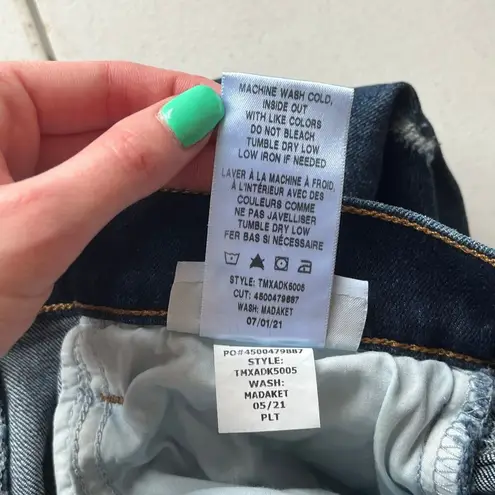 MACHINE WASH COLD,
INSIDE OUT
WITH LIKE COLORS
DO NOT BLEACH
TUMBLE DRY LOW
LOW IRON IF NEEDED
LAVER À LA MACHINE À FROID,
À L'INTÉRIEUR AVEC DES
COULEURS COMME
NE PAS JAVELLISER
TUMBLE DRY LOW
FER BAS SI NÉCESSAIRE
STYLE: TMXADK5005
CUT: 4500479887
WASH: MADAKET
07/01/21
PO#4500479887
STYLE:
TMXADK5005
WASH:
MADAKET
05/21
PLT